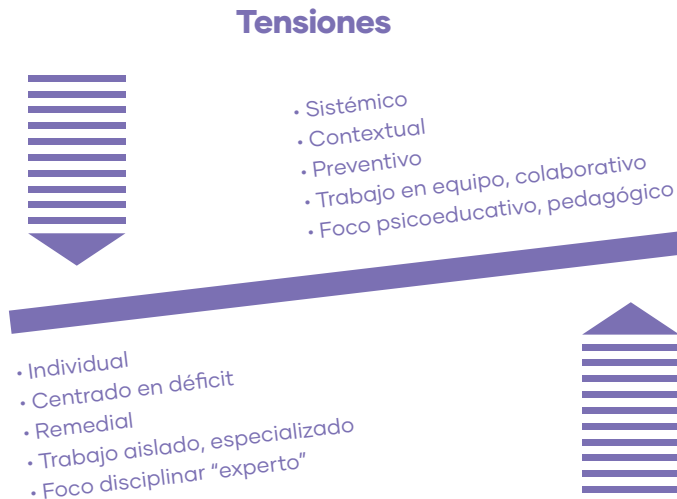 Tensiones
• Sistémico
• Contextual
• Preventivo
• Trabajo en equipo, colaborativo
• Foco psicoeducativo, pedagógico
• Individual
• Centrado en déficit
• Remedial
• Trabajo aislado, especializado
• Foco disciplinar “experto”